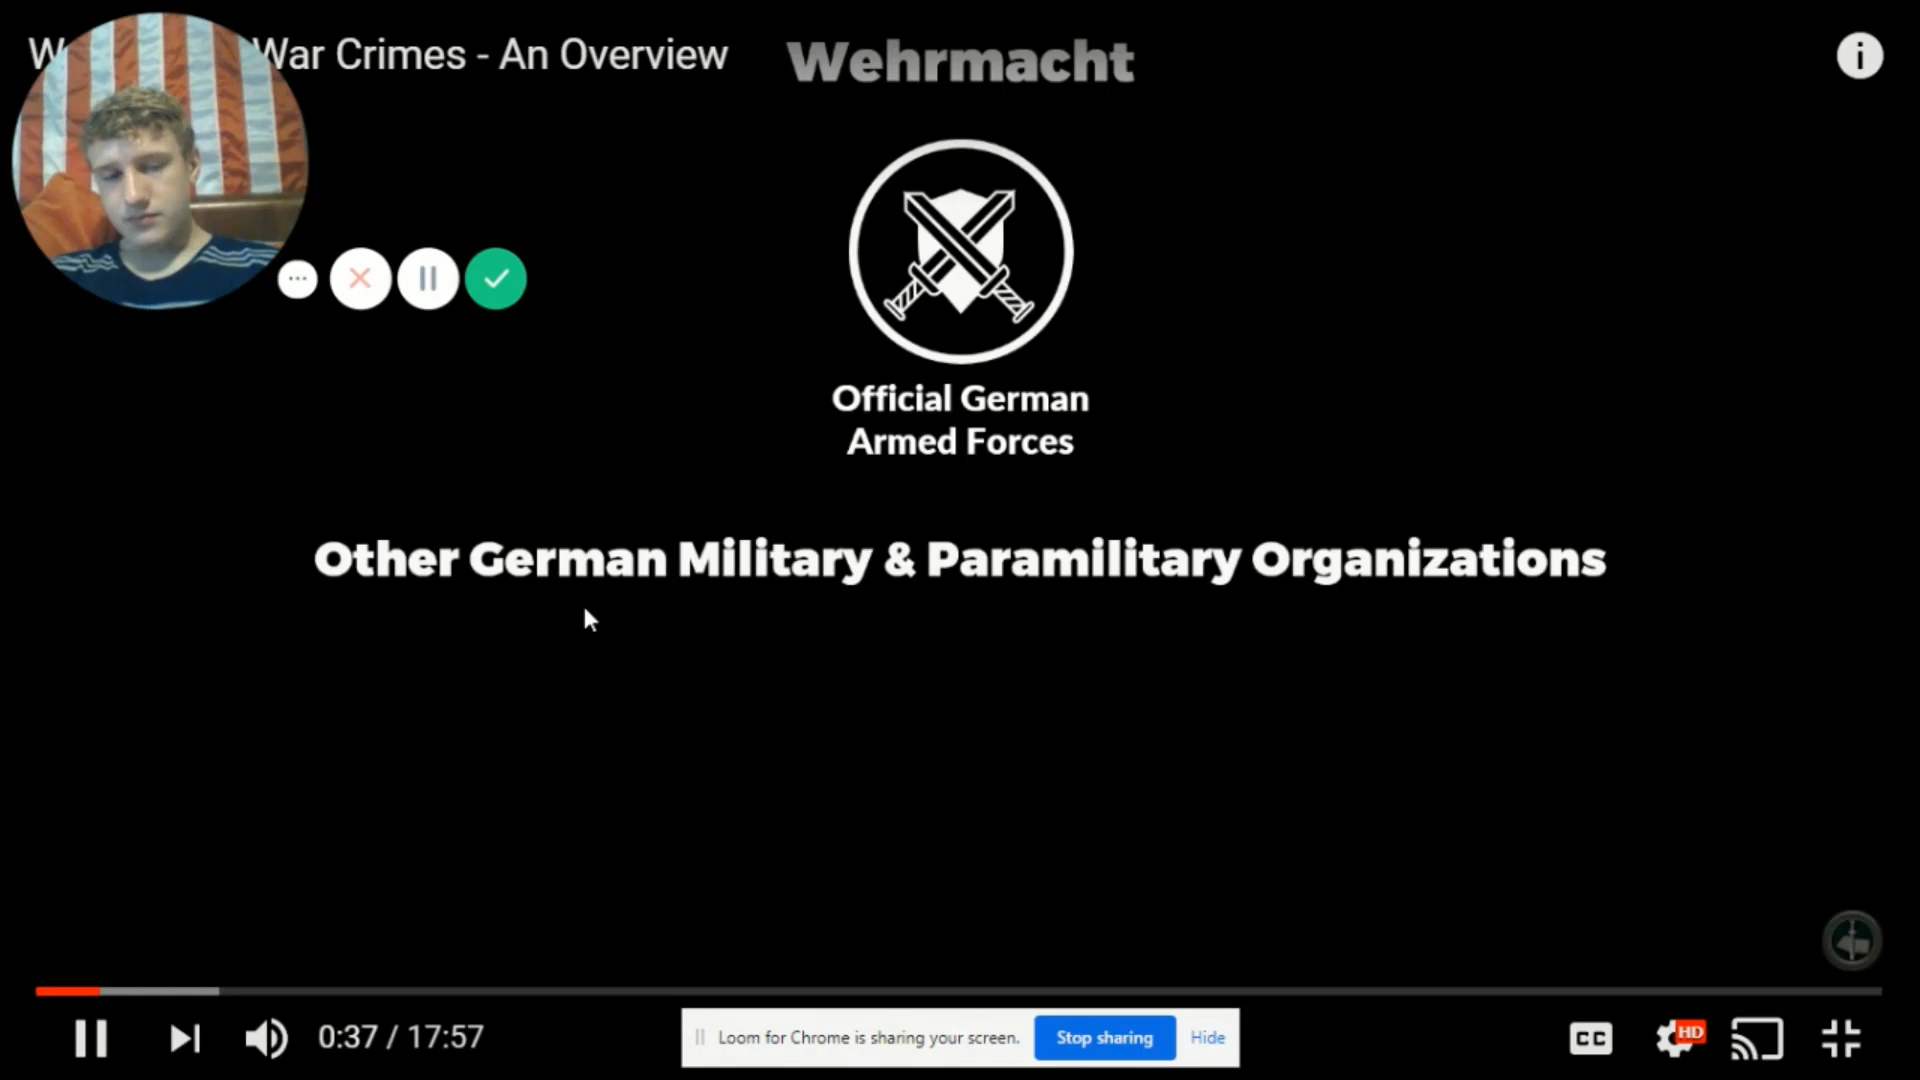 War Crimes - An Overview
Wehrmacht
i
Official German
Armed Forces
Other German Military & Paramilitary Organizations
0:37 / 17:57
Loom for Chrome is sharing your screen.
Stop sharing
Hide
CC
HD